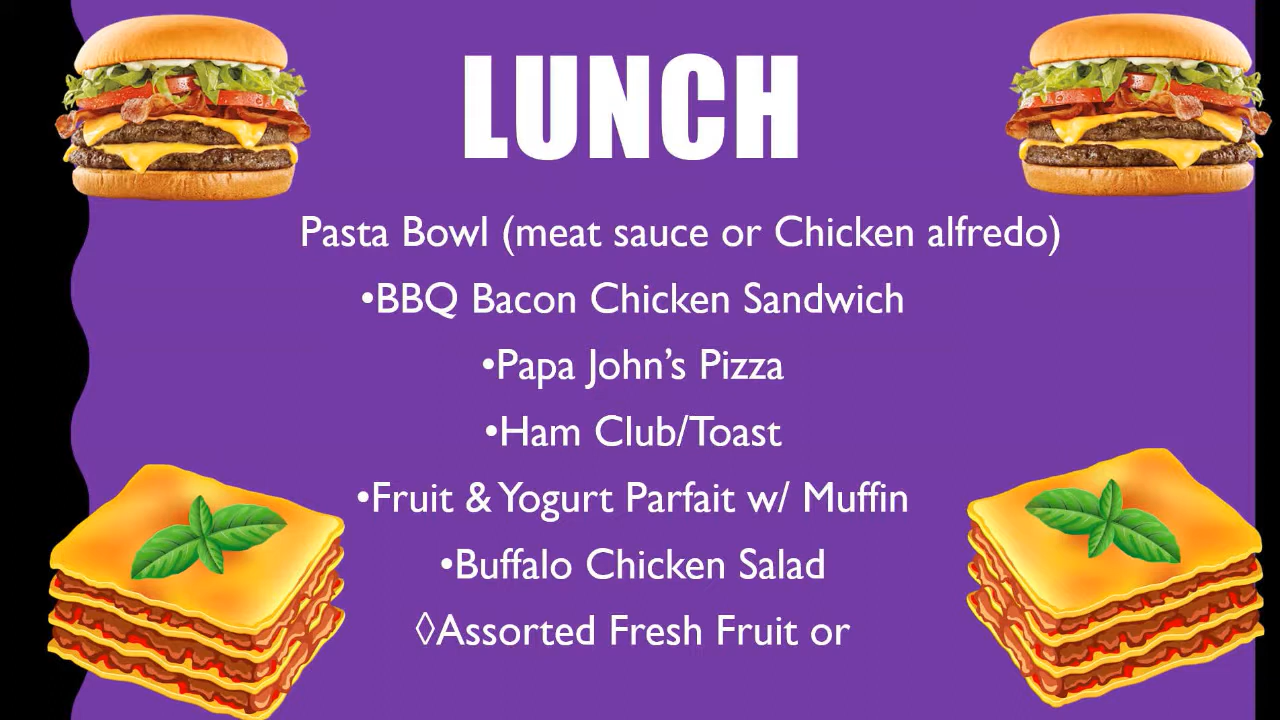 LUNCH
Pasta Bowl (meat sauce or Chicken alfredo)
•BBQ Bacon Chicken Sandwich
•Papa John’s Pizza
•Ham Club/Toast
•Fruit & Yogurt Parfait w/ Muffin
•Buffalo Chicken Salad
◊Assorted Fresh Fruit or